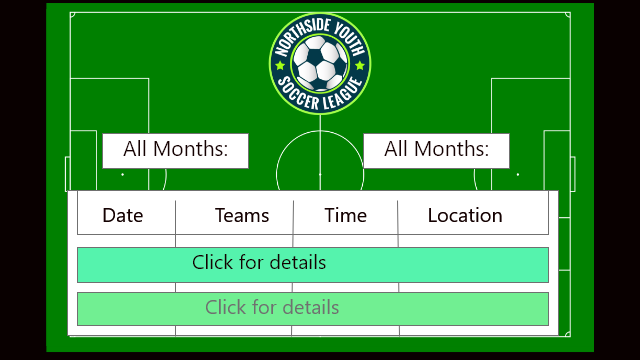 NORTHSIDE YOUTH
SOCCER LEAGUE
All Months: All Months:
Date Teams Time Location
Click for details
Click for details